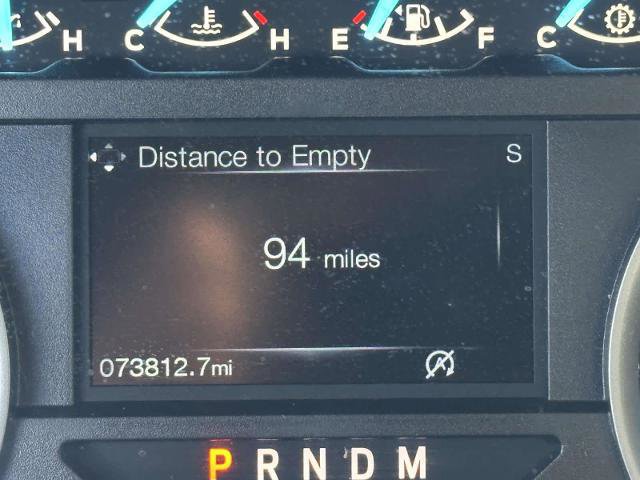 H C H E F C
Distance to Empty S
94 miles
073812.7mi
P R N D M